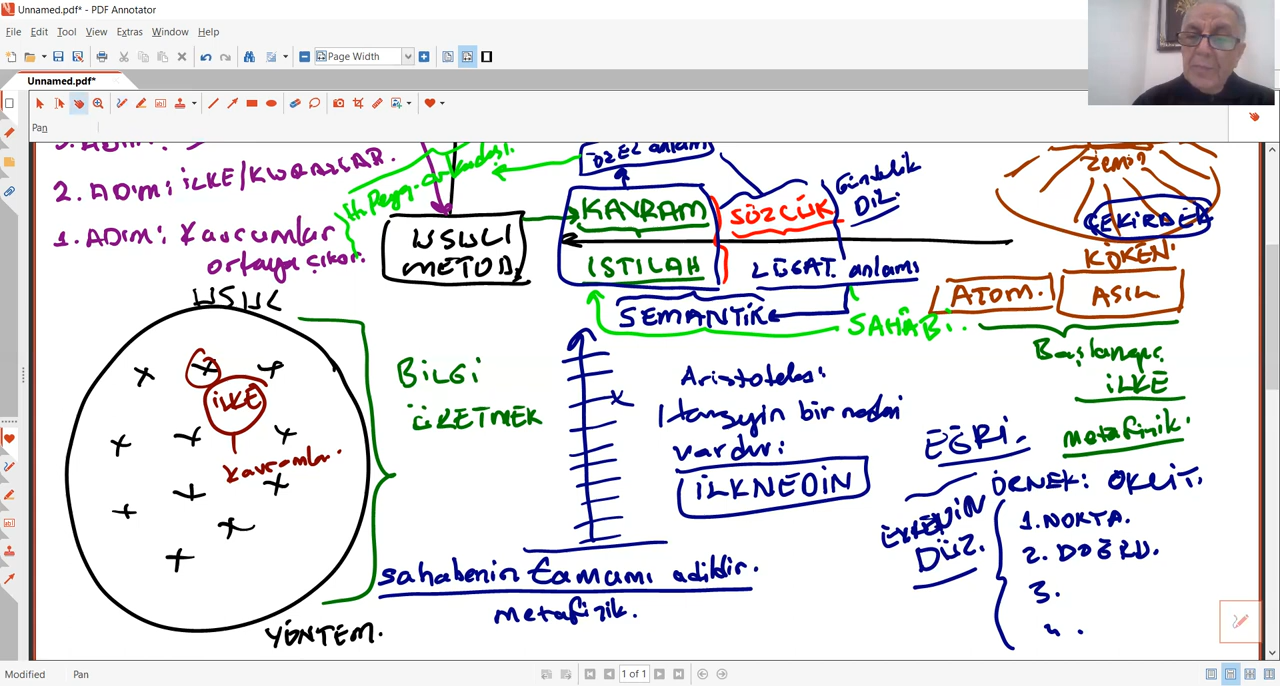 Unnamed.pdf* - PDF Annotator
File Edit Tool View Extras Window Help
Page Width
Unnamed.pdf*
Pan
2. ADIM: İLKE/KURALLAR.
1. ADIM: Kavramlar
ortaya çıkar.
ÖZEL anlamı
KAVRAM
SÖZCÜK
Gündelik
DİL
USULİ
METOD
ISTILAH
LÜGAT anlamı
SEMANTİK
SAHABİ.
Zemin
ÇEKİRDEK
KÖKEN.
ATOM.
ASIL
Başlangıç
İLKE
Metafizik.
USUL
İLKE
Kavramlar.
YÖNTEM.
BİLGİ
ÜRETMEK
Aristoteles:
Herşeyin bir nedeni
vardır:
İLKNEDİN
Sahabenin tamamı adildir.
metafizik.
EĞRİ.
EVRENİN
DÜZ.
ÖRNEK: ÖKLİT.
1. NOKTA.
2. DOĞRU.
3.
4.
1 of 1
Modified Pan